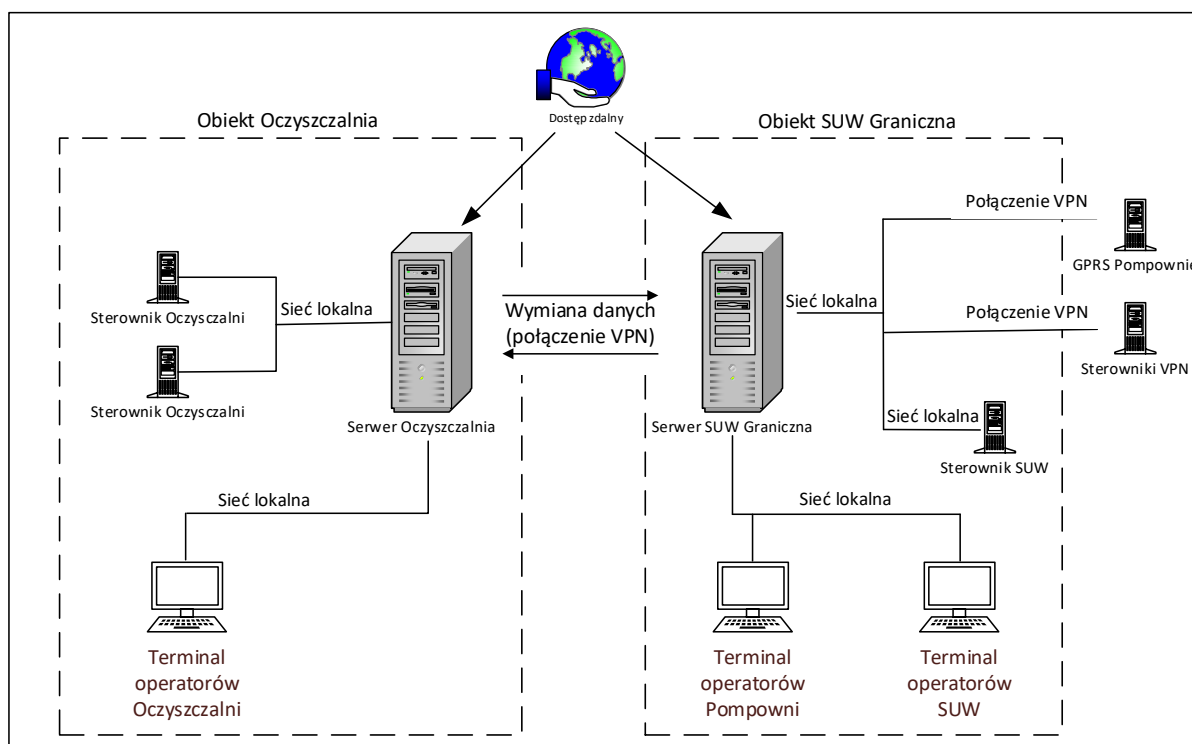 Dostęp zdalny
Obiekt Oczyszczalnia
Obiekt SUW Graniczna
Sieć lokalna
Sterownik Oczysczalni
Sterownik Oczysczalni
Serwer Oczyszczalnia
Wymiana danych
(połączenie VPN)
Serwer SUW Graniczna
Sieć lokalna
Połączenie VPN
GPRS Pompownie
Połączenie VPN
Sterowniki VPN
Sieć lokalna
Sterownik SUW
Sieć lokalna
Terminal
operatorów
Oczyszczalni
Sieć lokalna
Terminal
operatorów
Pompowni
Terminal
operatorów
SUW